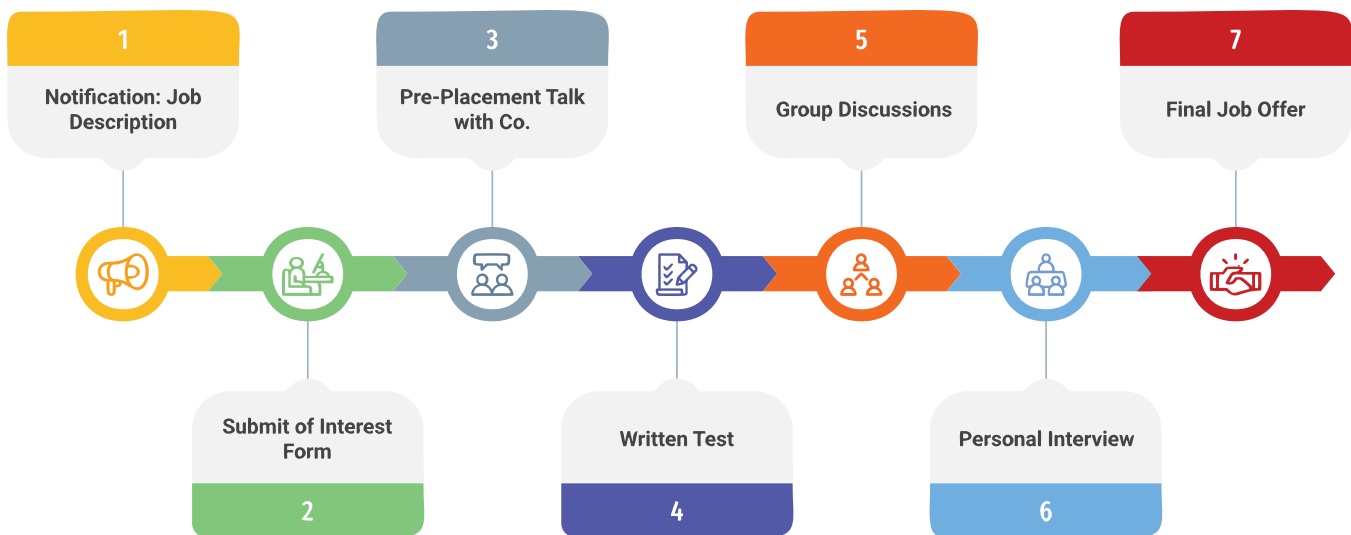 1
Notification: Job
Description
Submit of Interest
Form
2
3
Pre-Placement Talk
with Co.
Written Test
4
5
Group Discussions
Personal Interview
6
7
Final Job Offer